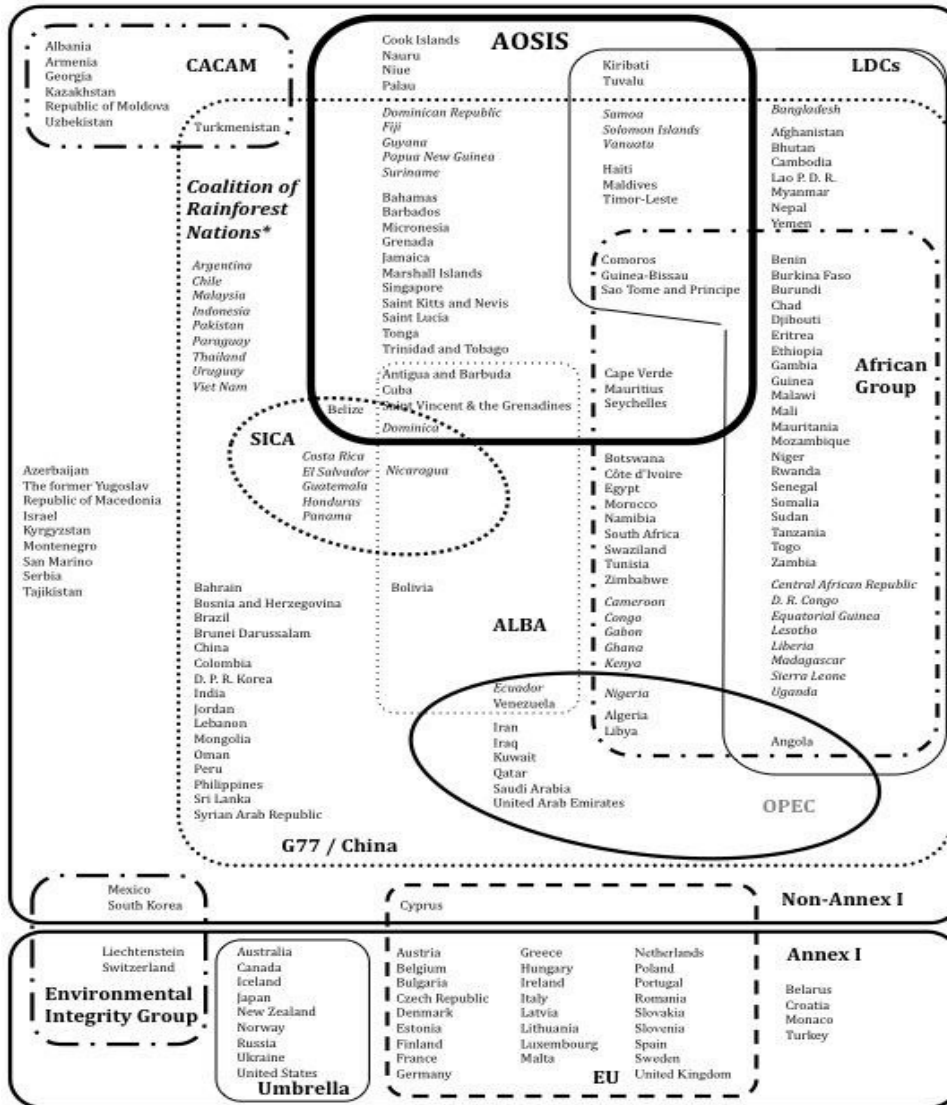 Albania
Armenia
Georgia
Kazakhstan
Republic of Moldova
Uzbekistan
CACAM
Turkmenistan
Cook Islands
Nauru
Niue
Palau
AOSIS
Kiribati
Tuvalu
LDCs
Dominican Republic
Fiji
Guyana
Papua New Guinea
Suriname
Samoa
Solomon Islands
Vanuatu
Haiti
Maldives
Timor-Leste
Bangladesh
Afghanistan
Bhutan
Cambodia
Lao P. D. R.
Myanmar
Nepal
Yemen
Coalition of
Rainforest
Nations*
Argentina
Chile
Malaysia
Indonesia
Pakistan
Paraguay
Thailand
Uruguay
Viet Nam
Bahamas
Barbados
Micronesia
Grenada
Jamaica
Marshall Islands
Singapore
Saint Kitts and Nevis
Saint Lucia
Tonga
Trinidad and Tobago
Comoros
Guinea-Bissau
Sao Tome and Principe
Benin
Burkina Faso
Burundi
Chad
Djibouti
Eritrea
Ethiopia
Gambia
Guinea
Malawi
Mali
Mauritania
Mozambique
Niger
Rwanda
Senegal
Somalia
Sudan
Tanzania
Togo
Zambia
African
Group
Antigua and Barbuda
Cuba
Saint Vincent & the Grenadines
Dominica
Cape Verde
Mauritius
Seychelles
Belize
SICA
Costa Rica
El Salvador
Guatemala
Honduras
Panama
Nicaragua
Botswana
Côte d'Ivoire
Egypt
Morocco
Namibia
South Africa
Swaziland
Tunisia
Zimbabwe
Azerbaijan
The former Yugoslav
Republic of Macedonia
Israel
Kyrgyzstan
Montenegro
San Marino
Serbia
Tajikistan
Bahrain
Bosnia and Herzegovina
Brazil
Brunei Darussalam
China
Colombia
D. P. R. Korea
India
Jordan
Lebanon
Mongolia
Oman
Peru
Philippines
Sri Lanka
Syrian Arab Republic
Bolivia
ALBA
Cameroon
Congo
Gabon
Ghana
Kenya
Central African Republic
D. R. Congo
Equatorial Guinea
Lesotho
Liberia
Madagascar
Sierra Leone
Uganda
Ecuador
Venezuela
Nigeria
Algeria
Libya
Angola
Iran
Iraq
Kuwait
Qatar
Saudi Arabia
United Arab Emirates
OPEC
G77 / China
Mexico
South Korea
Cyprus
Non-Annex I
Liechtenstein
Switzerland
Environmental
Integrity Group
Australia
Canada
Iceland
Japan
New Zealand
Norway
Russia
Ukraine
United States
Umbrella
Austria
Belgium
Bulgaria
Czech Republic
Denmark
Estonia
Finland
France
Germany
Greece
Hungary
Ireland
Italy
Latvia
Lithuania
Luxembourg
Malta
EU
Netherlands
Poland
Portugal
Romania
Slovakia
Slovenia
Spain
Sweden
United Kingdom
Annex I
Belarus
Croatia
Monaco
Turkey